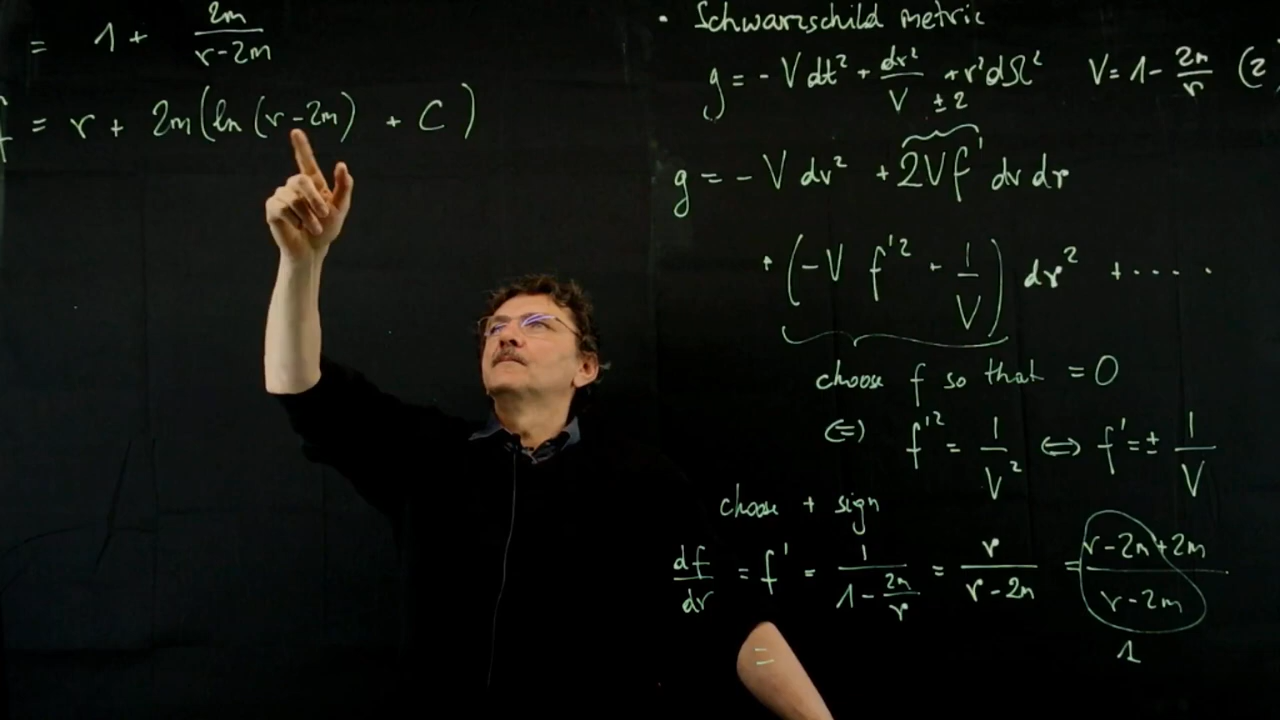 = 1 + 2m/(r-2m)
f = r + 2m(ln(r-2m) + C)
• Schwarzschild metric
g = - V dt² + dr²/V + r²dΩ² V = 1 - 2m/r (2
± 2
g = - V dv² + 2Vf' dv dr
+ (-V f'² + 1/V) dr² + .....
choose f so that = 0
⇔ f'² = 1/V² ⇔ f' = ± 1/V
choose + sign
df/dr = f' = 1/(1 - 2m/r) = r/(r-2m) = (r-2m+2m)/(r-2m)
1
=